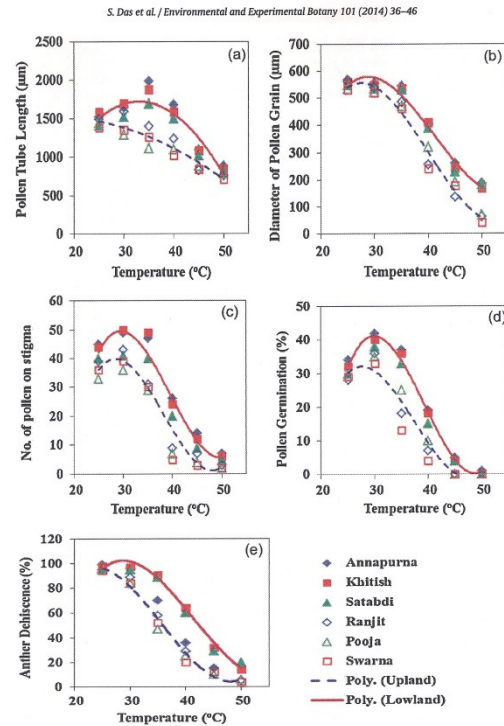 S. Das et al. / Environmental and Experimental Botany 101 (2014) 36–46
(a)
Pollen Tube Length (μm)
2500
2000
1500
1000
500
0
20 30 40 50
Temperature (°C)
(b)
Diameter of Pollen Grain (μm)
700
600
500
400
300
200
100
0
20 30 40 50
Temperature (°C)
(c)
No. of pollen on stigma
60
50
40
30
20
10
0
20 30 40 50
Temperature (°C)
(d)
Pollen Germination (%)
50
40
30
20
10
0
20 30 40 50
Temperature (°C)
(e)
Anther Dehiscence (%)
120
100
80
60
40
20
0
20 30 40 50
Temperature (°C)
Annapurna
Khitish
Satabdi
Ranjit
Pooja
Swarna
Poly. (Upland)
Poly. (Lowland)